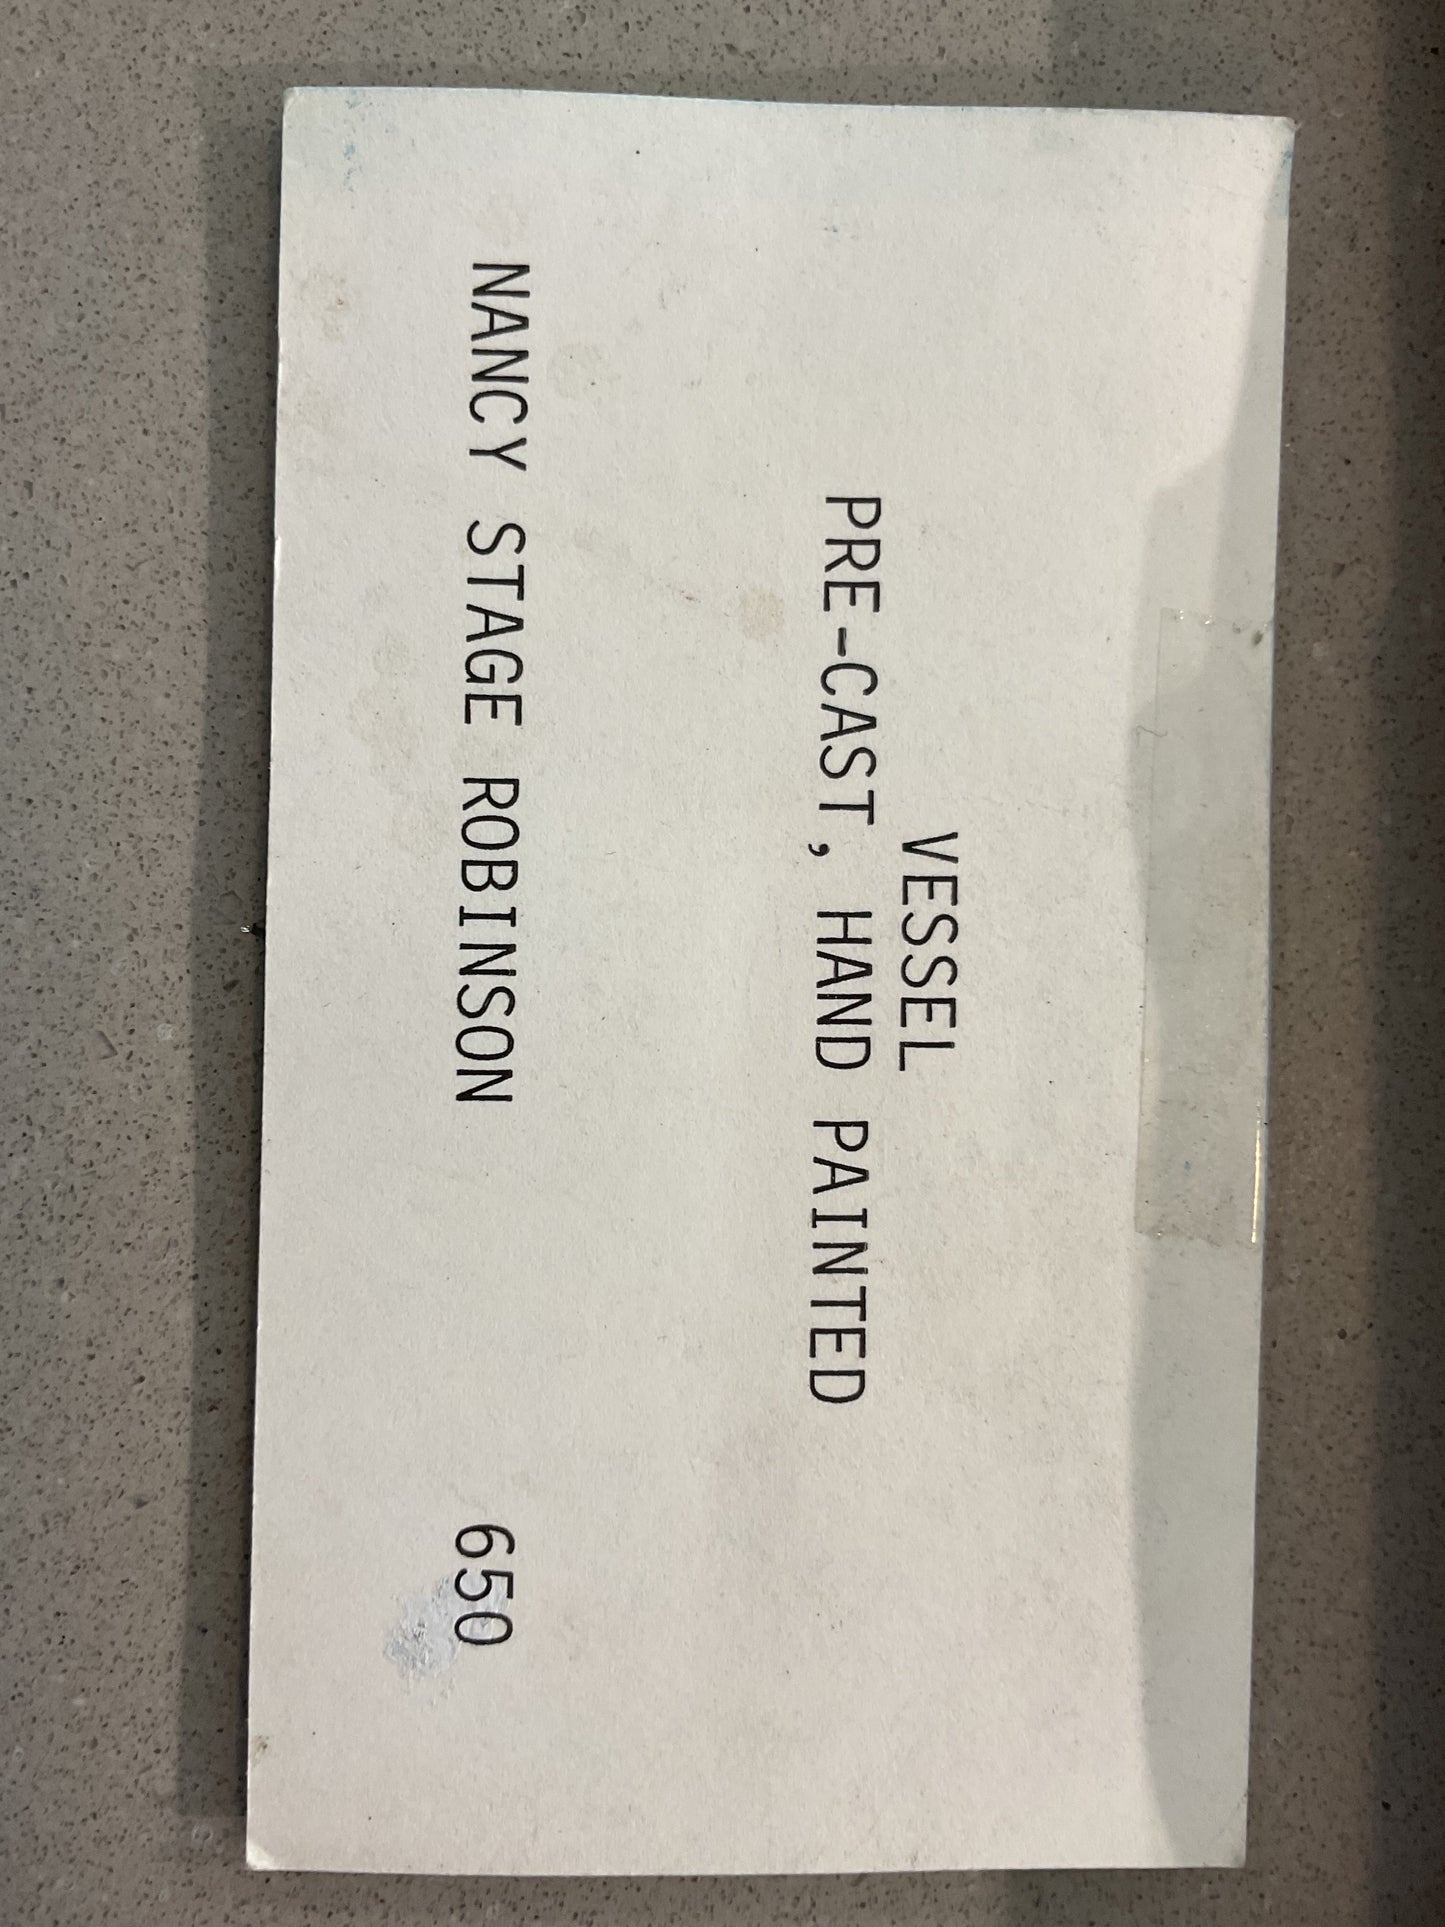 VESSEL
PRE-CAST, HAND PAINTED
NANCY STAGE ROBINSON 650